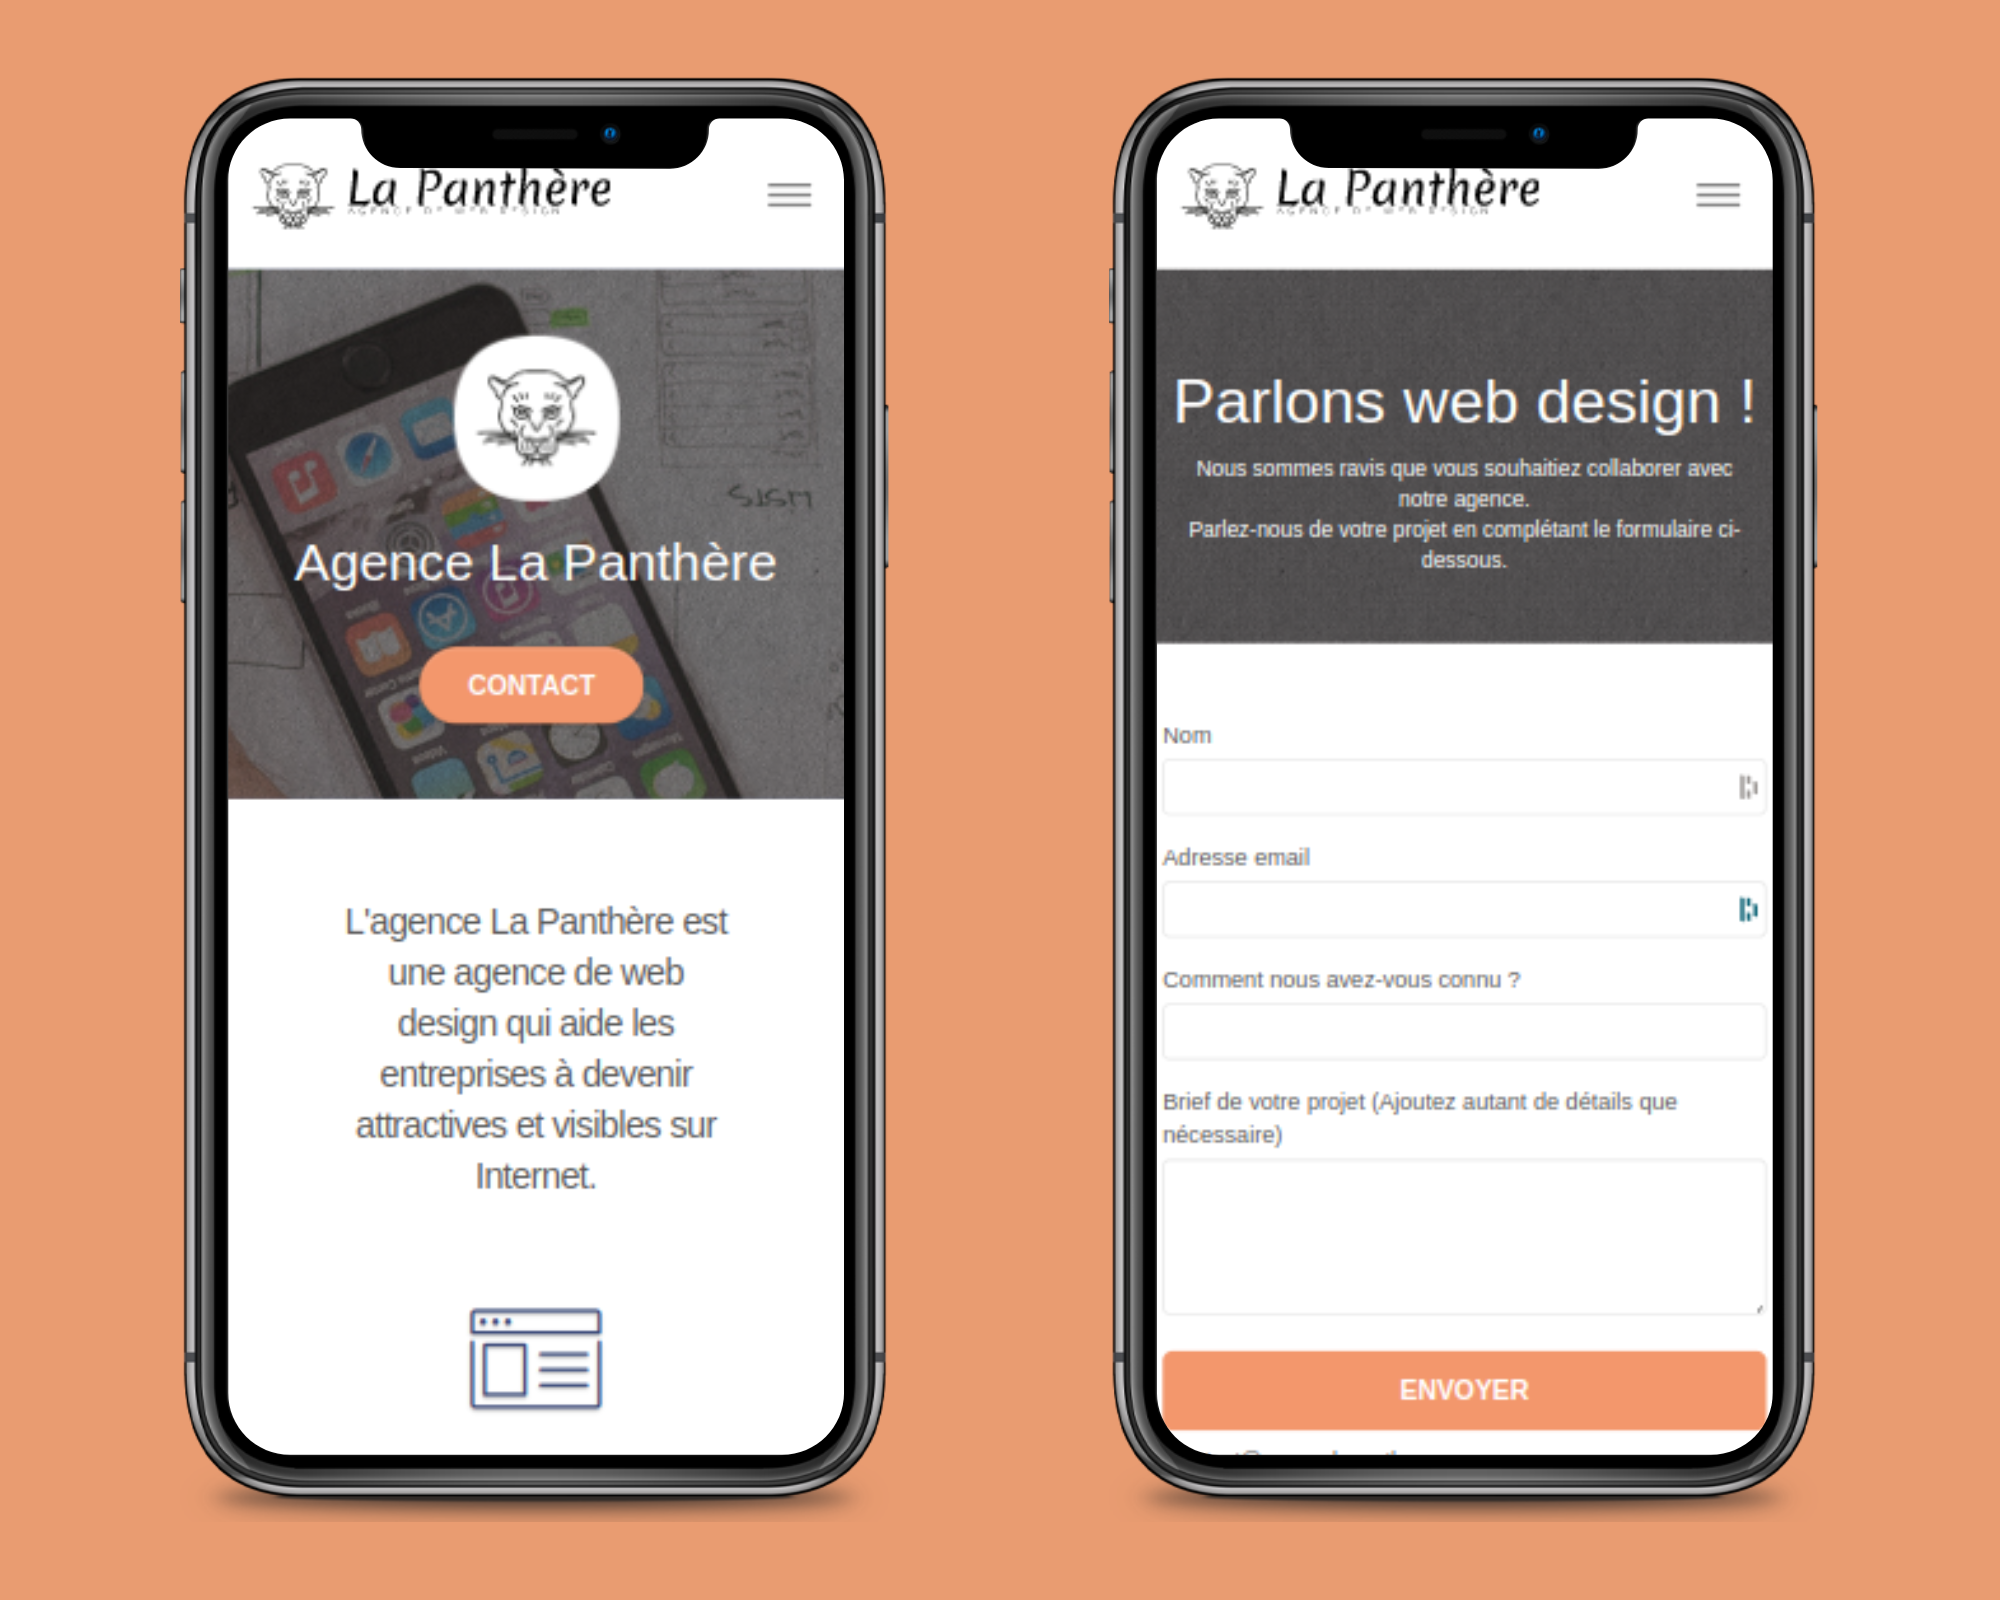 La Panthère
AGENCE DE WEB DESIGN
Agence La Panthère
CONTACT
L'agence La Panthère est
une agence de web
design qui aide les
entreprises à devenir
attractives et visibles sur
Internet.
La Panthère
AGENCE DE WEB DESIGN
Parlons web design !
Nous sommes ravis que vous souhaitiez collaborer avec
notre agence.
Parlez-nous de votre projet en complétant le formulaire ci-
dessous.
Nom
Adresse email
Comment nous avez-vous connu ?
Brief de votre projet (Ajoutez autant de détails que
nécessaire)
ENVOYER